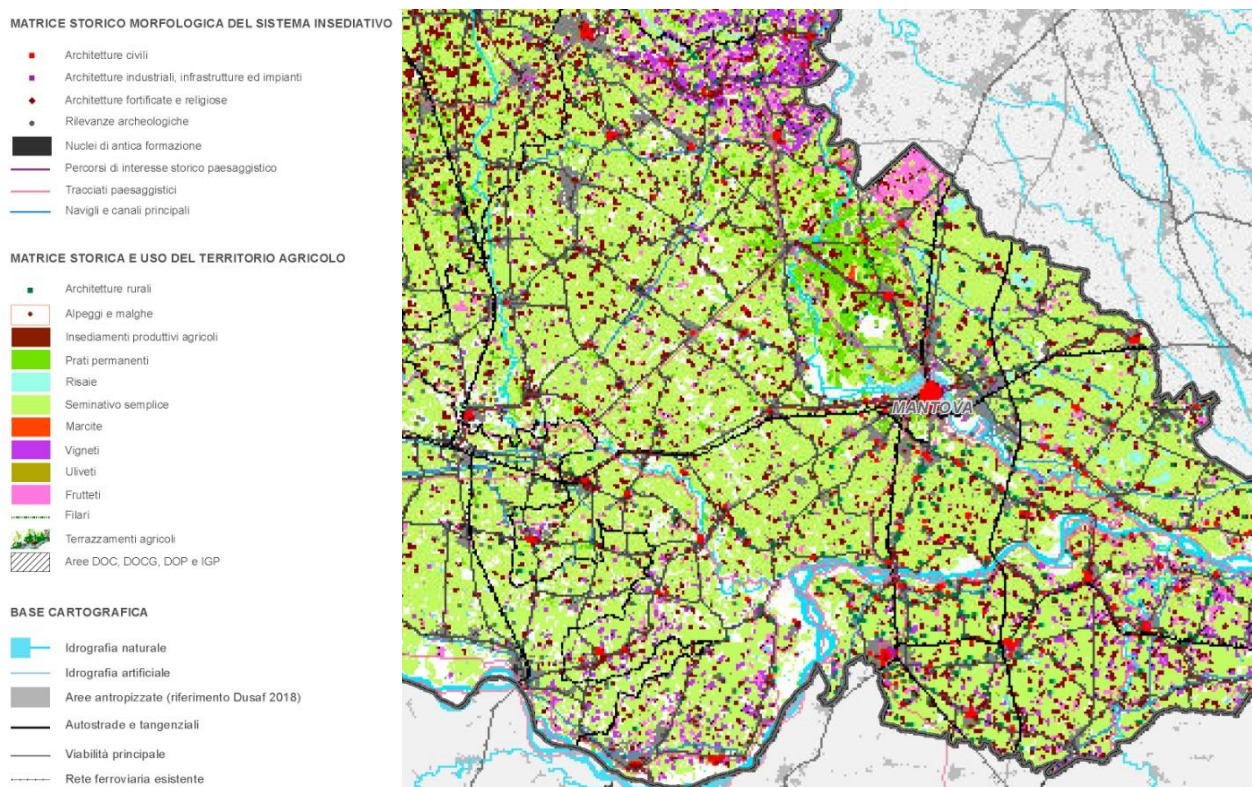 MATRICE STORICO MORFOLOGICA DEL SISTEMA INSEDIATIVO
Architetture civili
Architetture industriali, infrastrutture ed impianti
Architetture fortificate e religiose
Rilevanze archeologiche
Nuclei di antica formazione
Percorsi di interesse storico paesaggistico
Tracciati paesaggistici
Navigli e canali principali
MATRICE STORICA E USO DEL TERRITORIO AGRICOLO
Architetture rurali
Alpeggi e malghe
Insediamenti produttivi agricoli
Prati permanenti
Risaie
Seminativo semplice
Marcite
Vigneti
Uliveti
Frutteti
Filari
Terrazzamenti agricoli
Aree DOC, DOCG, DOP e IGP
BASE CARTOGRAFICA
Idrografia naturale
Idrografia artificiale
Aree antropizzate (riferimento Dusaf 2018)
Autostrade e tangenziali
Viabilità principale
Rete ferroviaria esistente
MANTOVA